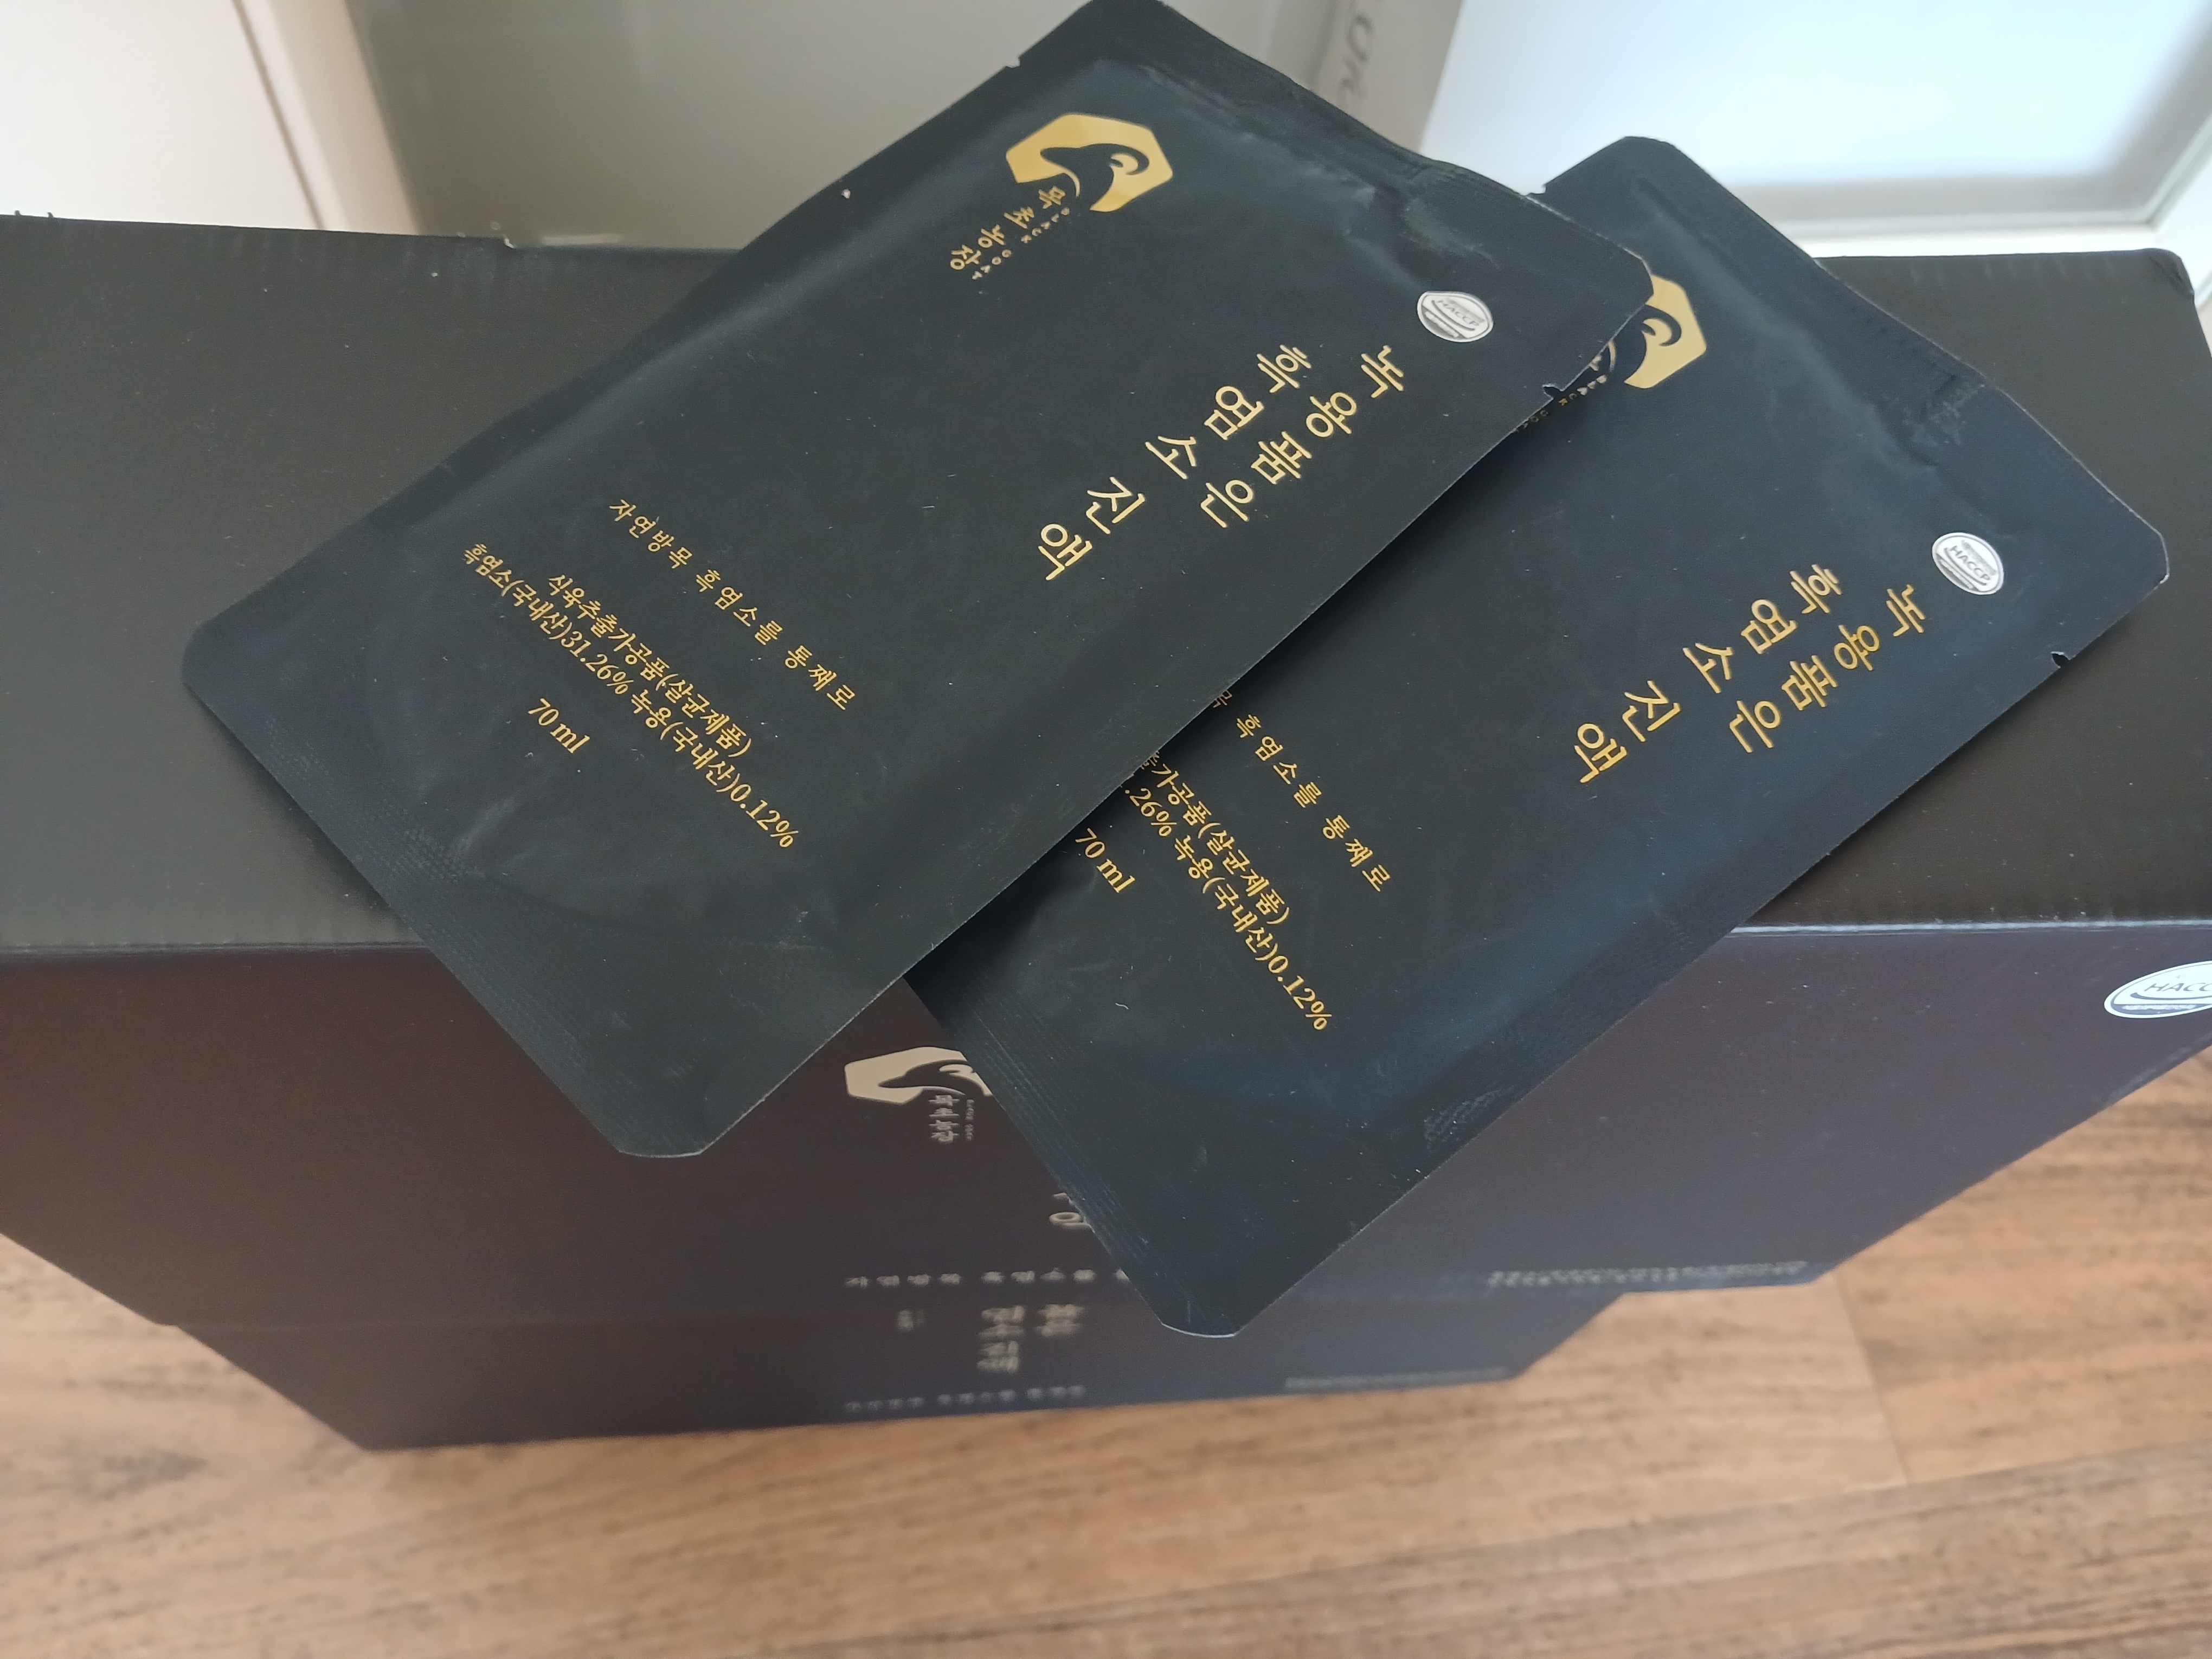 목초농장
BLACK GOAT
HACCP
녹용품은
흑염소
진액
자연방목 흑염소를 통째로
식육추출가공품(살균제품)
흑염소(국내산)31.26% 녹용(국내산)0.12%
70 ml
HACCP
녹용품은
흑염소
진액
흑염소를 통째로
가공품(살균제품)
.26% 녹용(국내산)0.12%
70 ml